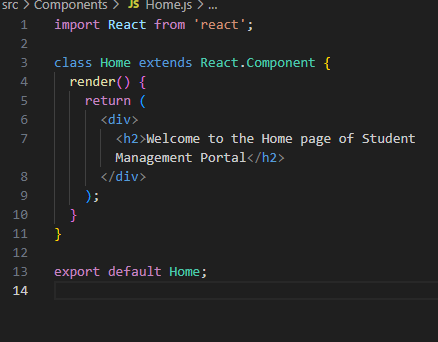 src > Components > JS Home.js > ...
1 import React from 'react';
2
3 class Home extends React.Component {
4 render() {
5 return (
6 <div>
7 <h2>Welcome to the Home page of Student
Management Portal</h2>
8 </div>
9 );
10 }
11 }
12
13 export default Home;
14